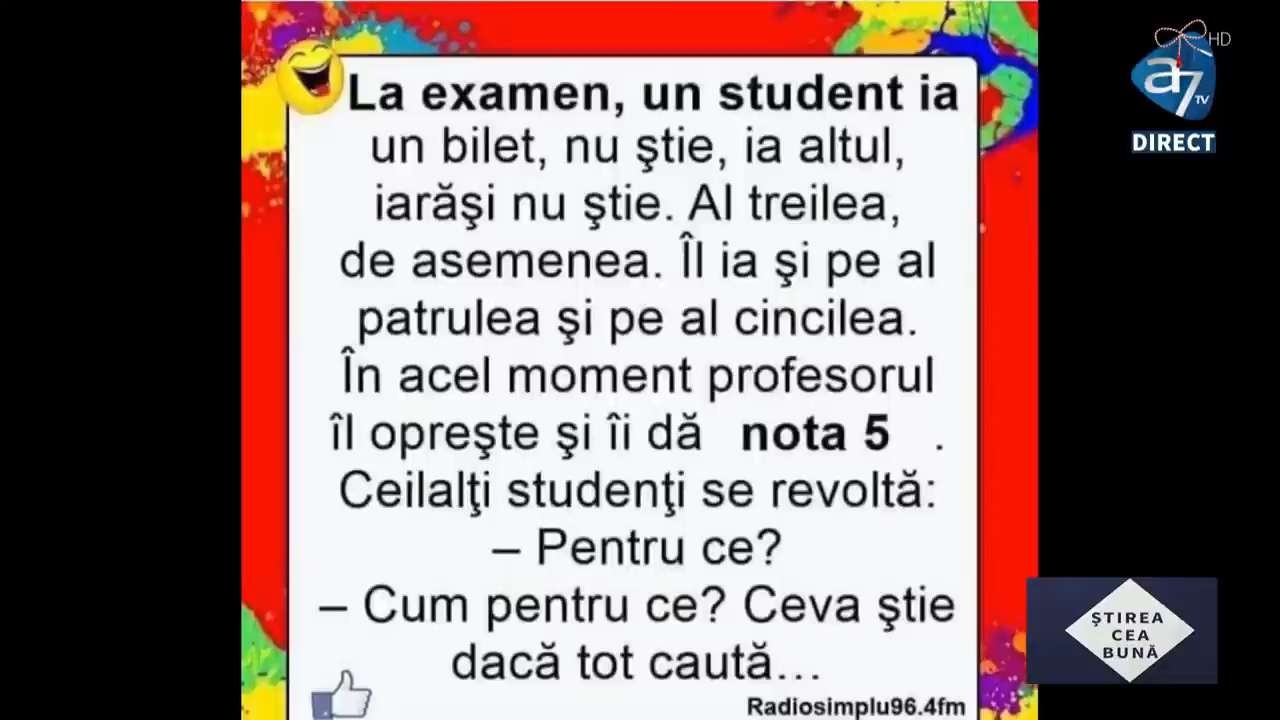 La examen, un student ia
un bilet, nu ştie, ia altul,
iarăşi nu ştie. Al treilea,
de asemenea. Îl ia şi pe al
patrulea şi pe al cincilea.
În acel moment profesorul
îl opreşte şi îi dă nota 5 .
Ceilalţi studenţi se revoltă:
– Pentru ce?
– Cum pentru ce? Ceva ştie
dacă tot caută...
Radiosimplu96.4fm
HD
a7
TV
DIRECT
ŞTIREA
CEA
BUNĂ